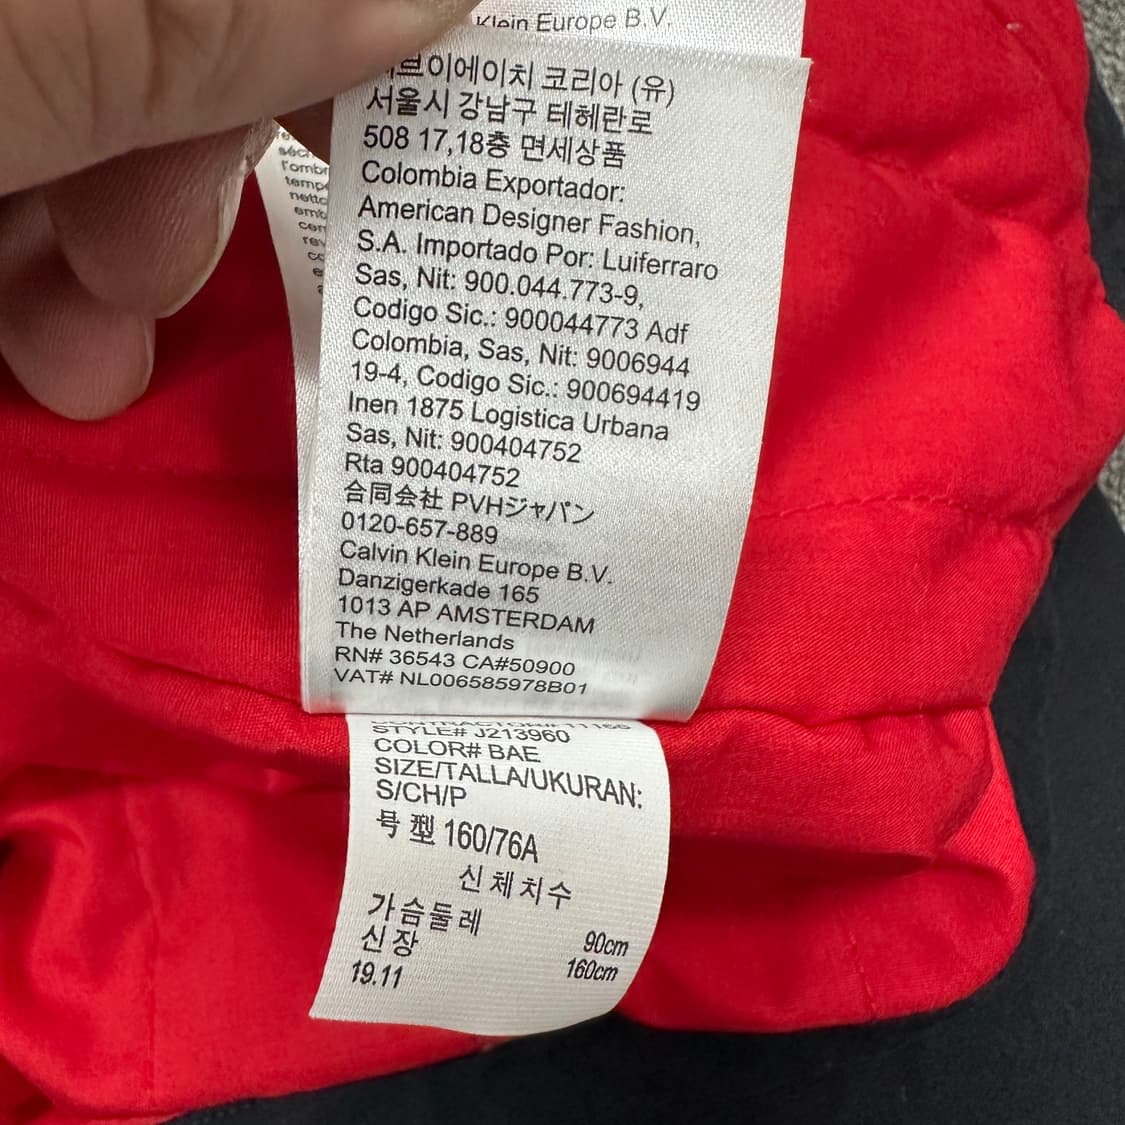 Klein Europe B.V.
브이에이치 코리아 (유)
서울시 강남구 테헤란로
508 17,18층 면세상품
Colombia Exportador:
American Designer Fashion,
S.A. Importado Por: Luiferraro
Sas, Nit: 900.044.773-9,
Codigo Sic.: 900044773 Adf
Colombia, Sas, Nit: 9006944
19-4, Codigo Sic.: 900694419
Inen 1875 Logistica Urbana
Sas, Nit: 900404752
Rta 900404752
合同会社 PVHジャパン
0120-657-889
Calvin Klein Europe B.V.
Danzigerkade 165
1013 AP AMSTERDAM
The Netherlands
RN# 36543 CA#50900
VAT# NL006585978B01
STYLE# J213960
COLOR# BAE
SIZE/TALLA/UKURAN:
S/CH/P
号型 160/76A
신체치수
가슴둘레 90cm
신장 160cm
19.11